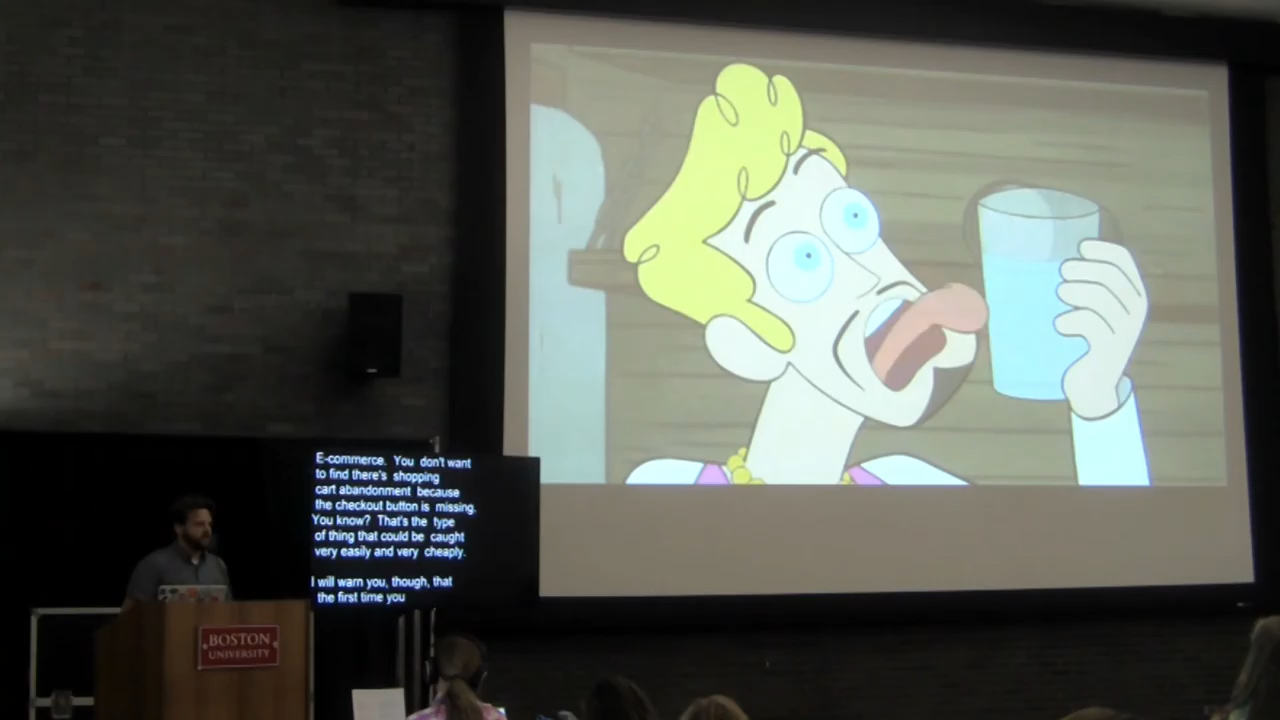 E-commerce. You don't want
to find there's shopping
cart abandonment because
the checkout button is missing.
You know? That's the type
of thing that could be caught
very easily and very cheaply.
I will warn you, though, that
the first time you
BOSTON
UNIVERSITY